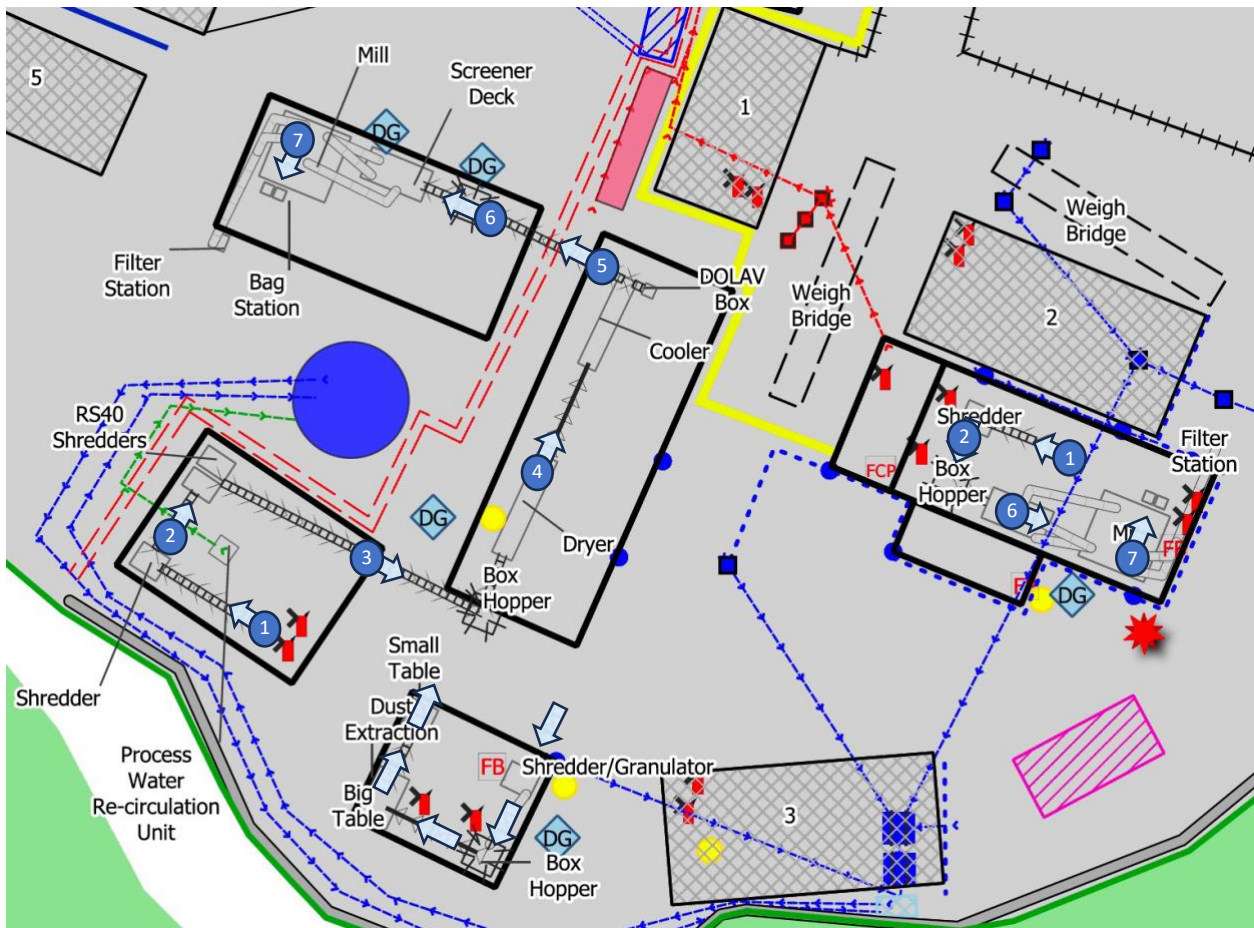 5
Mill
Screener
Deck
DG
DG
1
7
6
5
Filter
Station
Bag
Station
DOLAV
Box
Cooler
Weigh
Bridge
Weigh
Bridge
2
RS40
Shredders
4
DG
Dryer
Box
Hopper
2
3
1
Shredder
Process
Water
Re-circulation
Unit
Shredder
2
1
Box
Hopper
FCP
6
7
Filter
Station
DG
Small
Table
Dust
Extraction
FB
Shredder/Granulator
Big
Table
DG
Box
Hopper
3